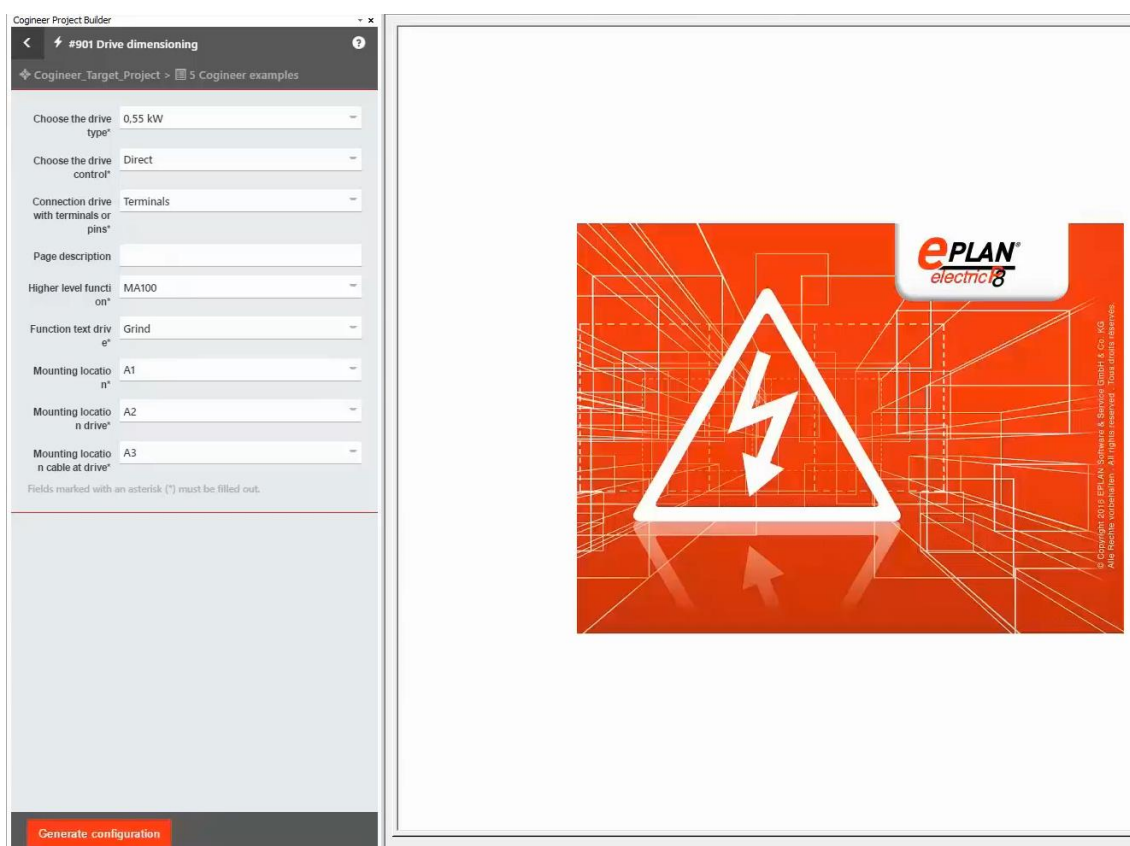 Cogineer Project Builder
#901 Drive dimensioning
Cogineer_Target_Project > 5 Cogineer examples
Choose the drive type*
0,55 kW
Choose the drive control*
Direct
Connection drive with terminals or pins*
Terminals
Page description
Higher level functi
on*
MA100
Function text driv
e*
Grind
Mounting locatio
n*
A1
Mounting locatio
n drive*
A2
Mounting locatio
n cable at drive*
A3
Fields marked with an asterisk (*) must be filled out.
Generate configuration
ePLAN®
electric P8
© Copyright 2015 EPLAN Software & Service GmbH & Co. KG
Alle Rechte vorbehalten - All rights reserved - Tous droits réservés.